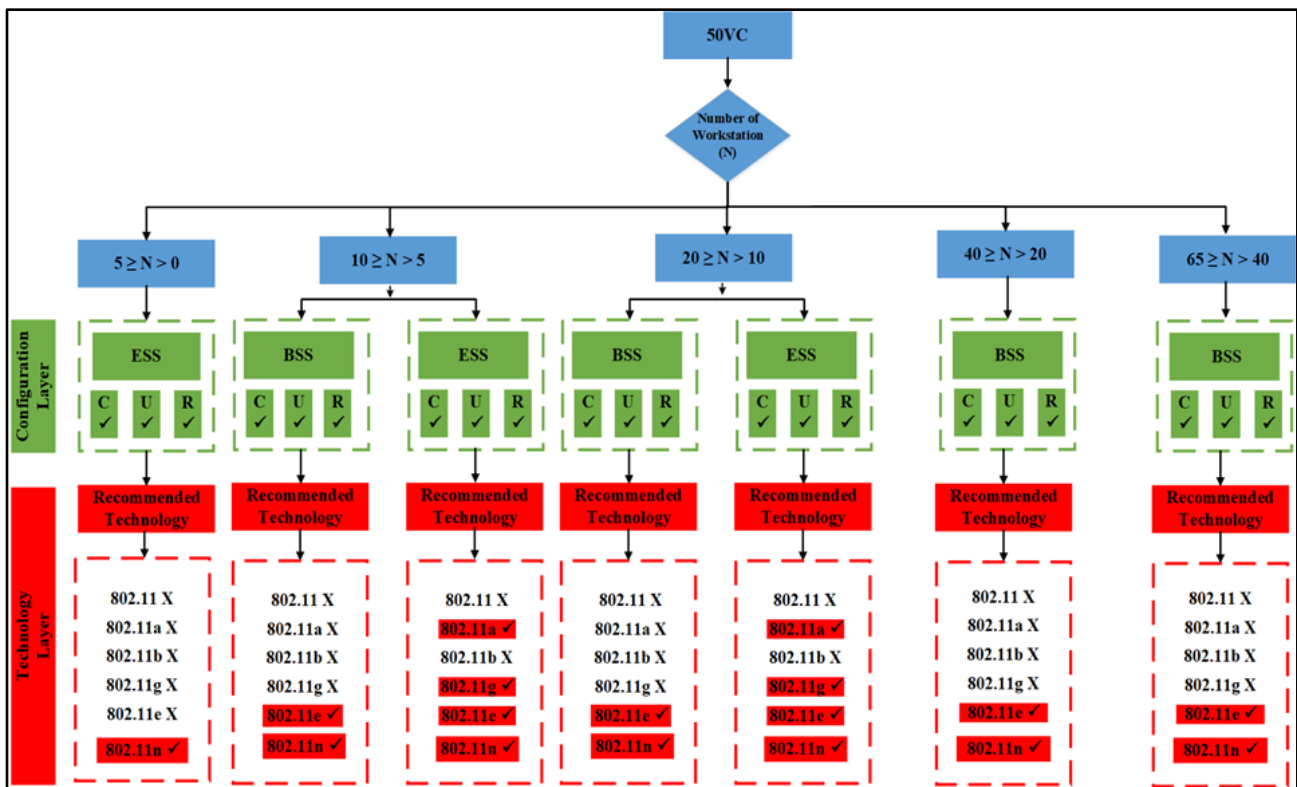 50VC
Number of
Workstation
(N)
5 ≥ N > 0
10 ≥ N > 5
20 ≥ N > 10
40 ≥ N > 20
65 ≥ N > 40
Configuration
Layer
ESS
C U R
✓ ✓ ✓
BSS
C U R
✓ ✓ ✓
ESS
C U R
✓ ✓ ✓
BSS
C U R
✓ ✓ ✓
ESS
C U R
✓ ✓ ✓
BSS
C U R
✓ ✓ ✓
BSS
C U R
✓ ✓ ✓
Technology
Layer
Recommended
Technology
802.11 X
802.11a X
802.11b X
802.11g X
802.11e X
802.11n ✓
Recommended
Technology
802.11 X
802.11a X
802.11b X
802.11g X
802.11e ✓
802.11n ✓
Recommended
Technology
802.11 X
802.11a ✓
802.11b X
802.11g ✓
802.11e ✓
802.11n ✓
Recommended
Technology
802.11 X
802.11a X
802.11b X
802.11g X
802.11e ✓
802.11n ✓
Recommended
Technology
802.11 X
802.11a ✓
802.11b X
802.11g ✓
802.11e ✓
802.11n ✓
Recommended
Technology
802.11 X
802.11a X
802.11b X
802.11g X
802.11e ✓
802.11n ✓
Recommended
Technology
802.11 X
802.11a X
802.11b X
802.11g X
802.11e ✓
802.11n ✓